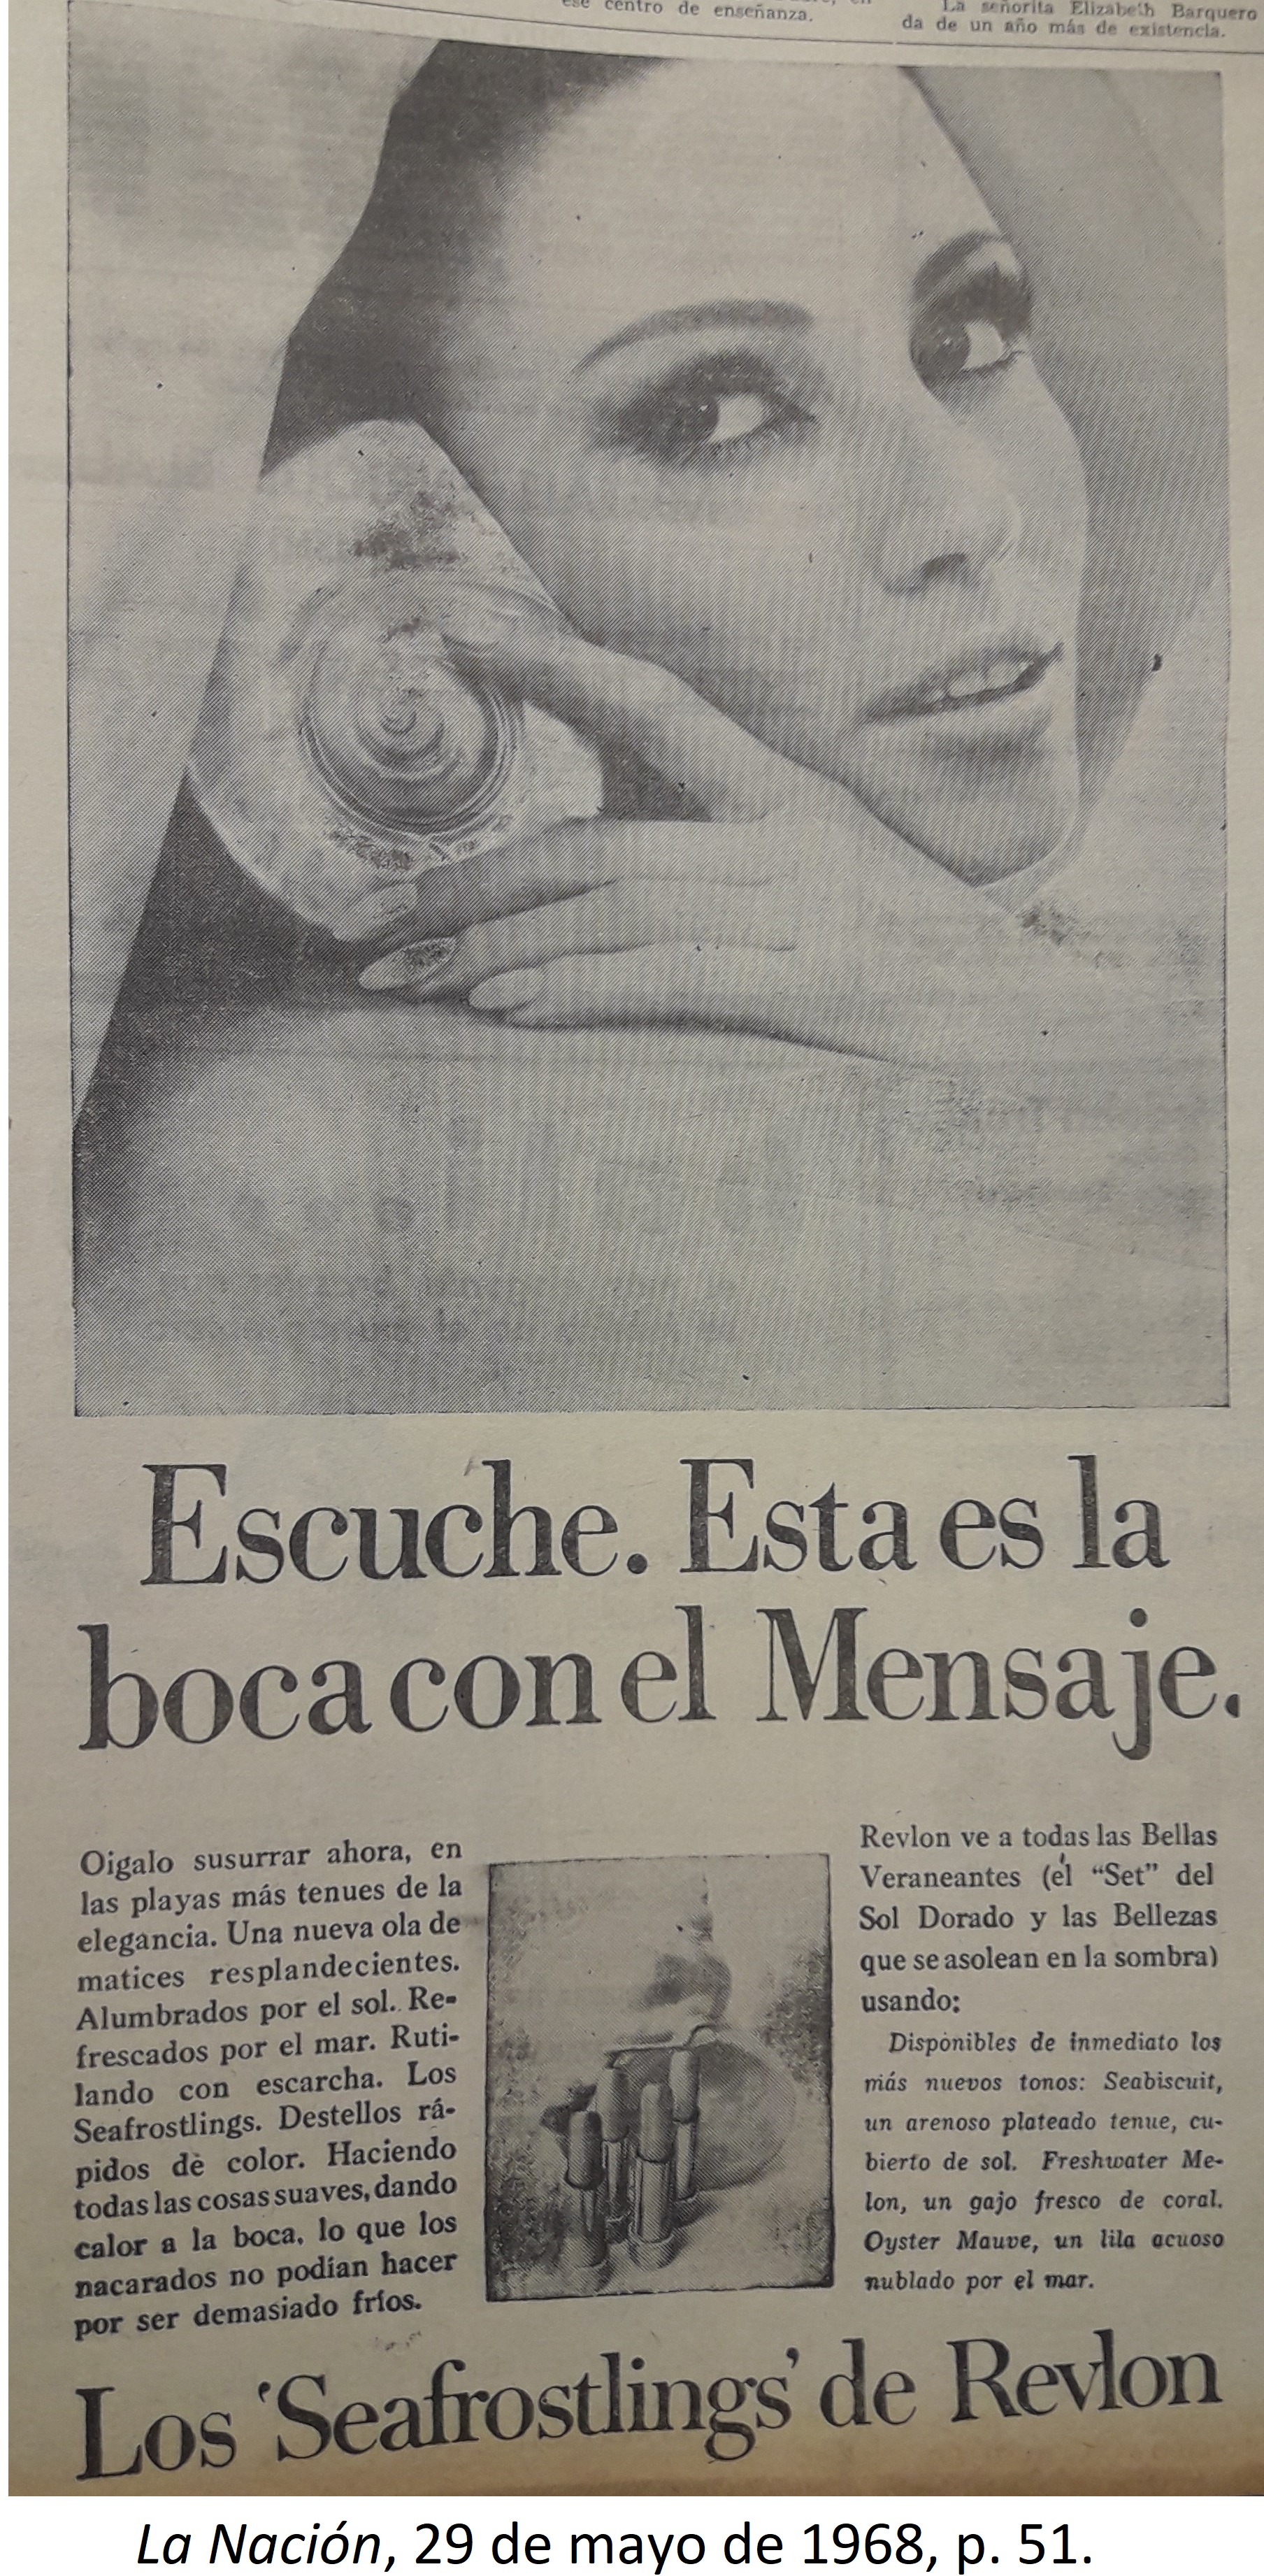 ese centro de enseñanza.
La señorita Elizabeth Barquero
da de un año más de existencia.
Escuche. Esta es la
boca con el Mensaje.
Oigalo susurrar ahora, en
las playas más tenues de la
elegancia. Una nueva ola de
matices resplandecientes.
Alumbrados por el sol. Re-
frescados por el mar. Ruti-
lando con escarcha. Los
Seafrostlings. Destellos rá-
pidos de color. Haciendo
todas las cosas suaves, dando
calor a la boca, lo que los
nacarados no podían hacer
por ser demasiado fríos.
Revlon ve a todas las Bellas
Veraneantes (el “Set” del
Sol Dorado y las Bellezas
que se asolean en la sombra)
usando:
Disponibles de inmediato los
más nuevos tonos: Seabiscuit,
un arenoso plateado tenue, cu-
bierto de sol. Freshwater Me-
lon, un gajo fresco de coral.
Oyster Mauve, un lila acuoso
nublado por el mar.
Los ‘Seafrostlings’ de Revlon
La Nación, 29 de mayo de 1968, p. 51.